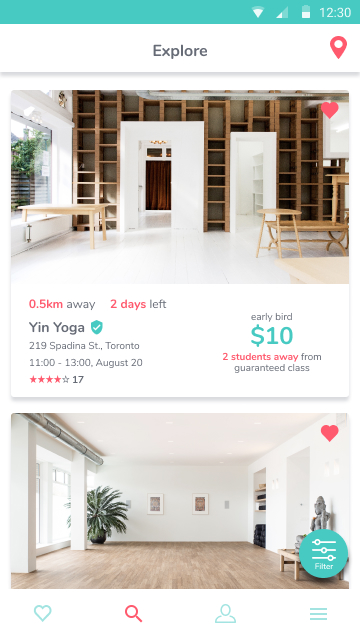 12:30
Explore
0.5km away 2 days left
Yin Yoga
219 Spadina St., Toronto
11:00 - 13:00, August 20
★★★★☆ 17
early bird
$10
2 students away from
guaranteed class
Filter